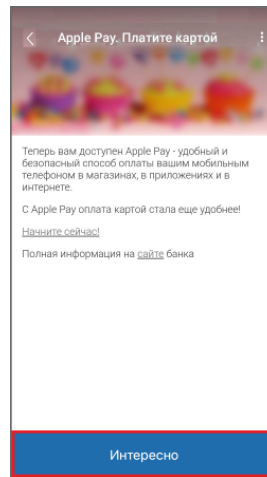 Apple Pay. Платите картой
Теперь вам доступен Apple Pay - удобный и
безопасный способ оплаты вашим мобильным
телефоном в магазинах, в приложениях и в
интернете.
С Apple Pay оплата картой стала еще удобнее!
Начните сейчас!
Полная информация на сайте банка
Интересно